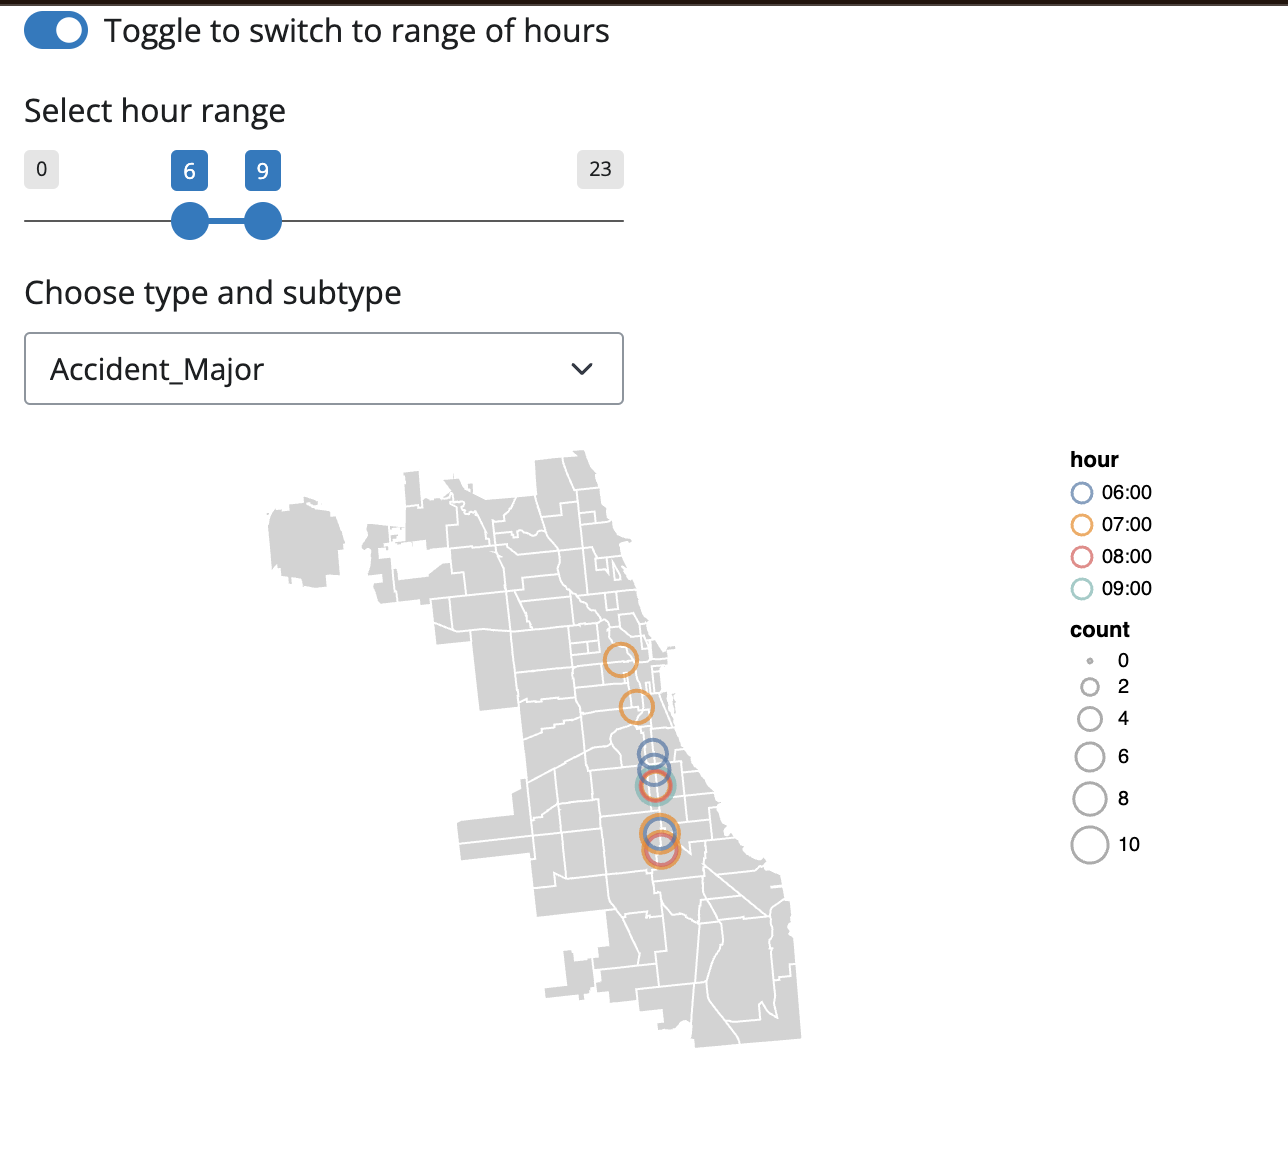 Toggle to switch to range of hours
Select hour range
0 6 9 23
Choose type and subtype
Accident_Major
hour
06:00
07:00
08:00
09:00
count
0
2
4
6
8
10